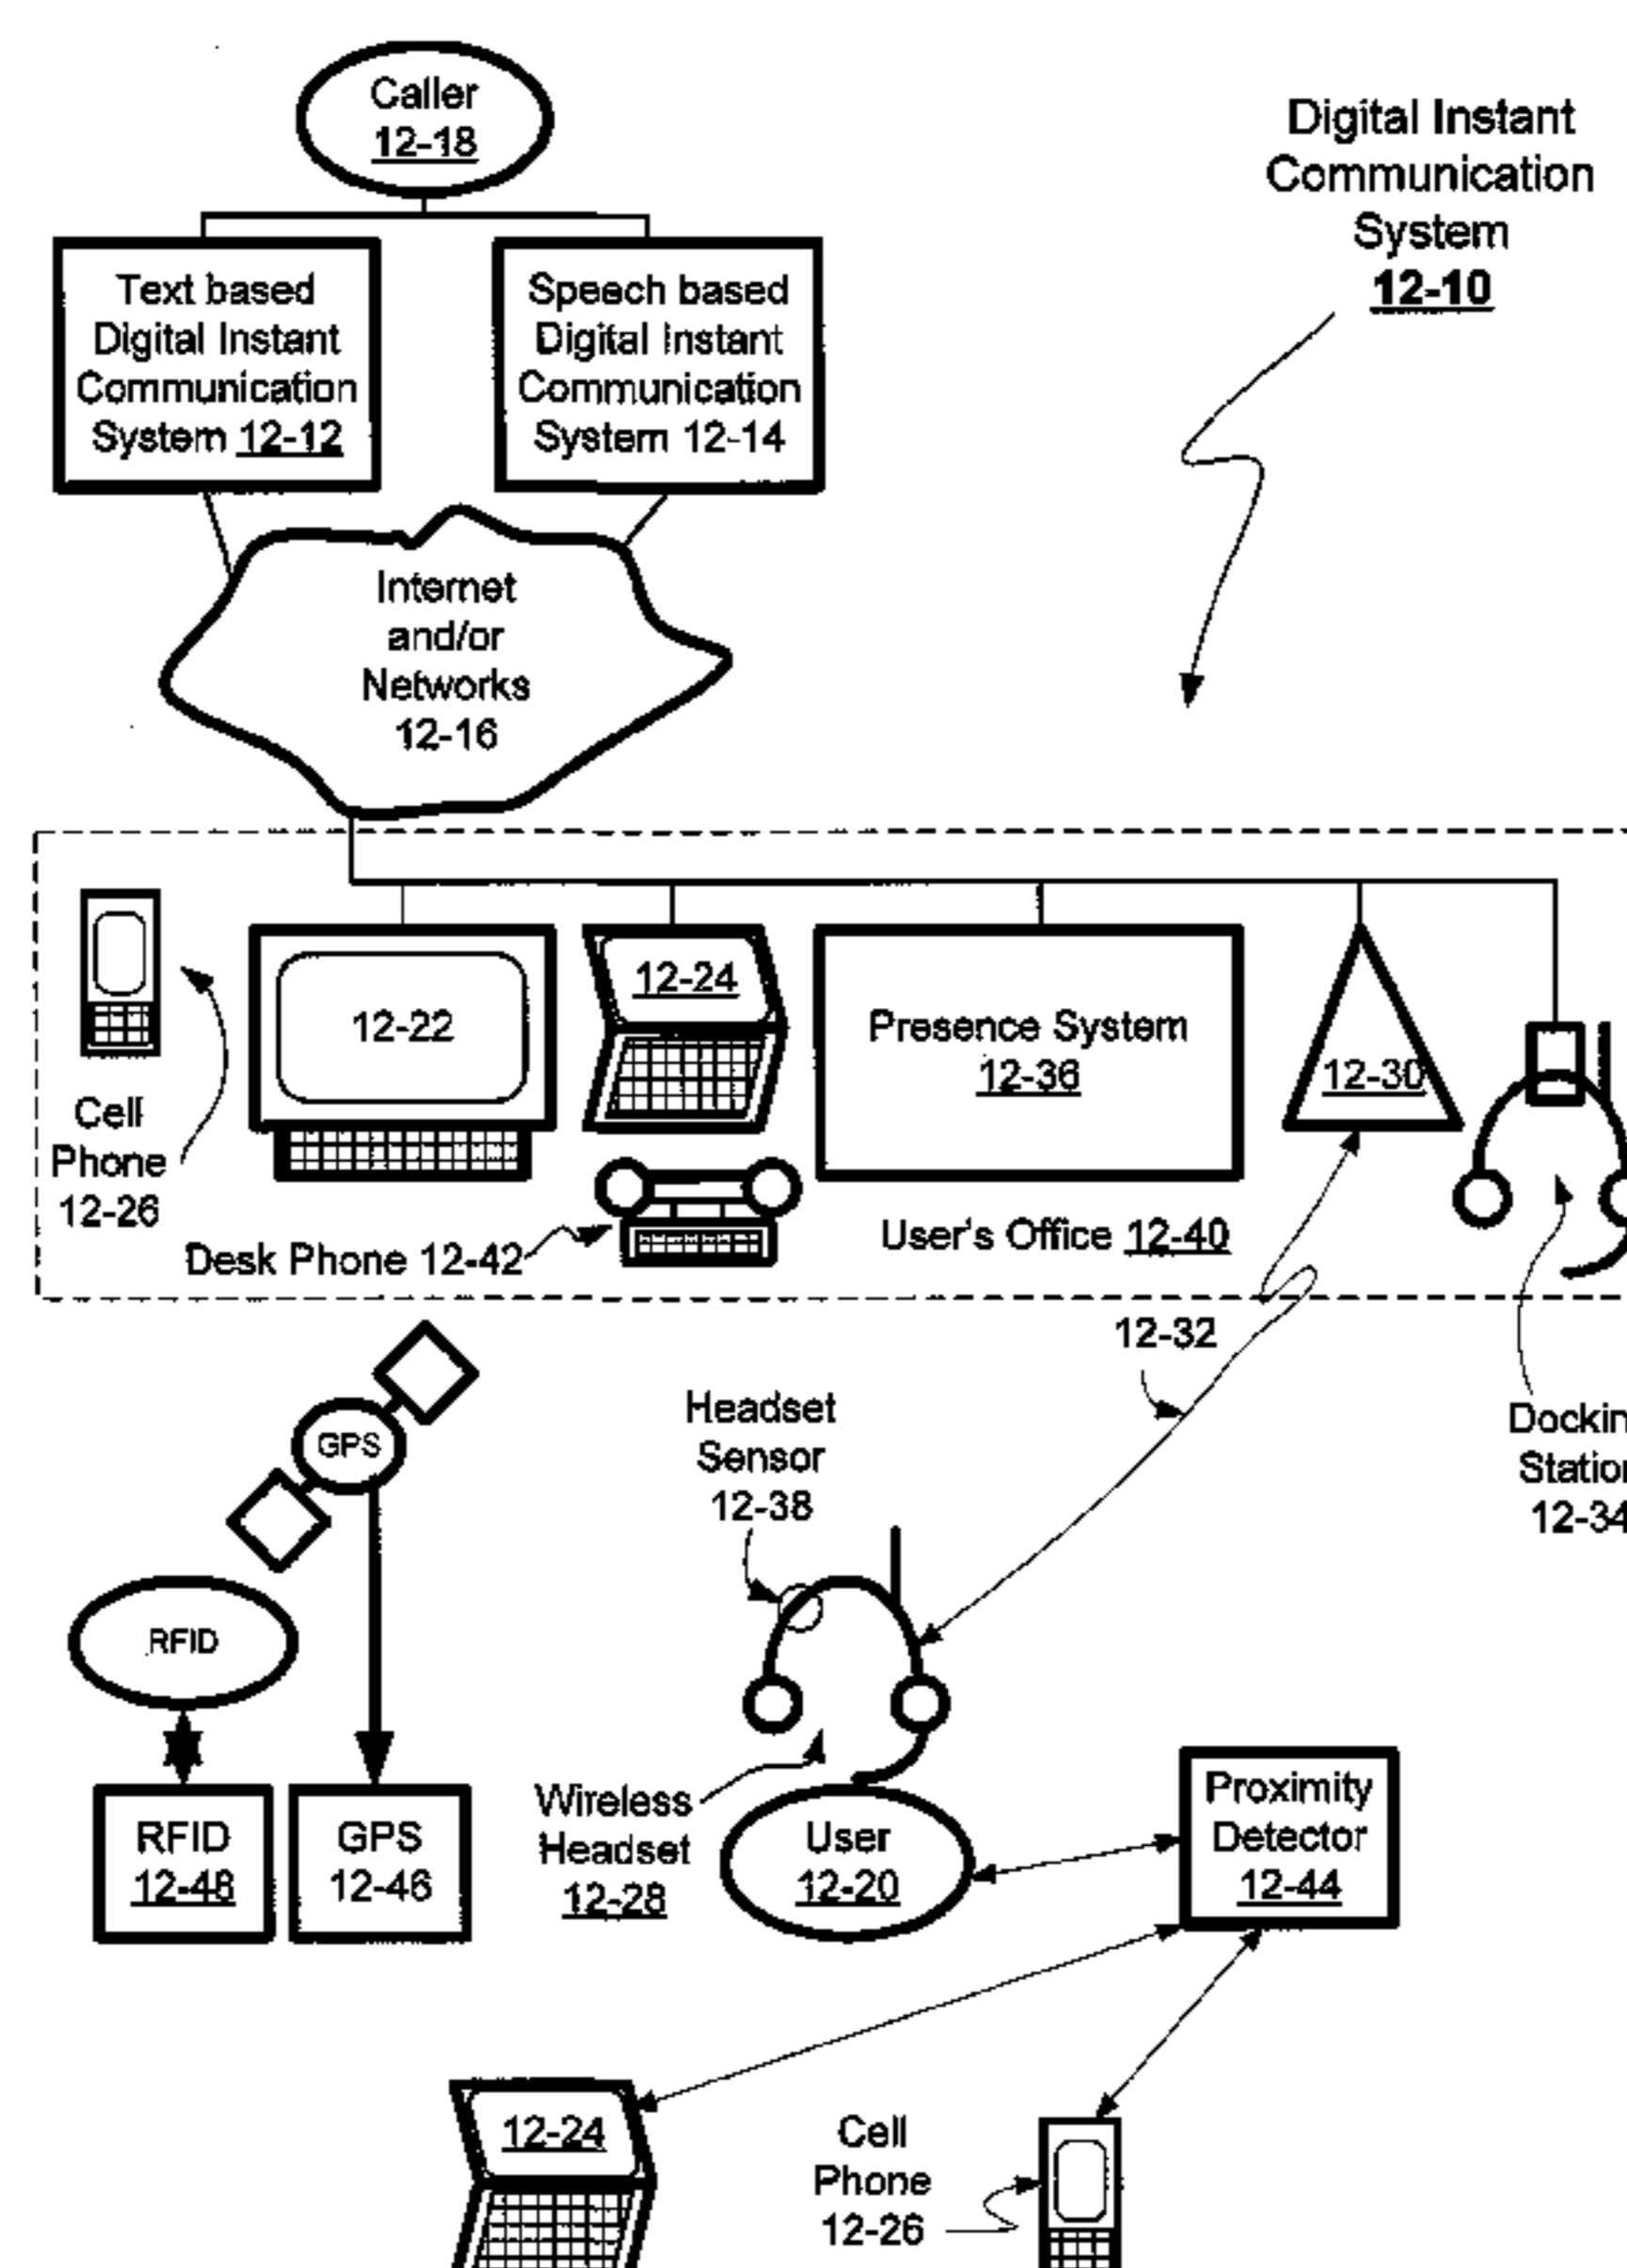 Caller
12-18
Digital Instant
Communication
System
12-10
Text based
Digital Instant
Communication
System 12-12
Speech based
Digital Instant
Communication
System 12-14
Internet
and/or
Networks
12-16
12-22
12-24
Presence System
12-36
12-30
Cell
Phone
12-26
Desk Phone 12-42
User's Office 12-40
12-32
GPS
Headset
Sensor
12-38
Dockin
Station
12-34
RFID
RFID
12-48
GPS
12-46
Wireless
Headset
12-28
User
12-20
Proximity
Detector
12-44
12-24
Cell
Phone
12-26